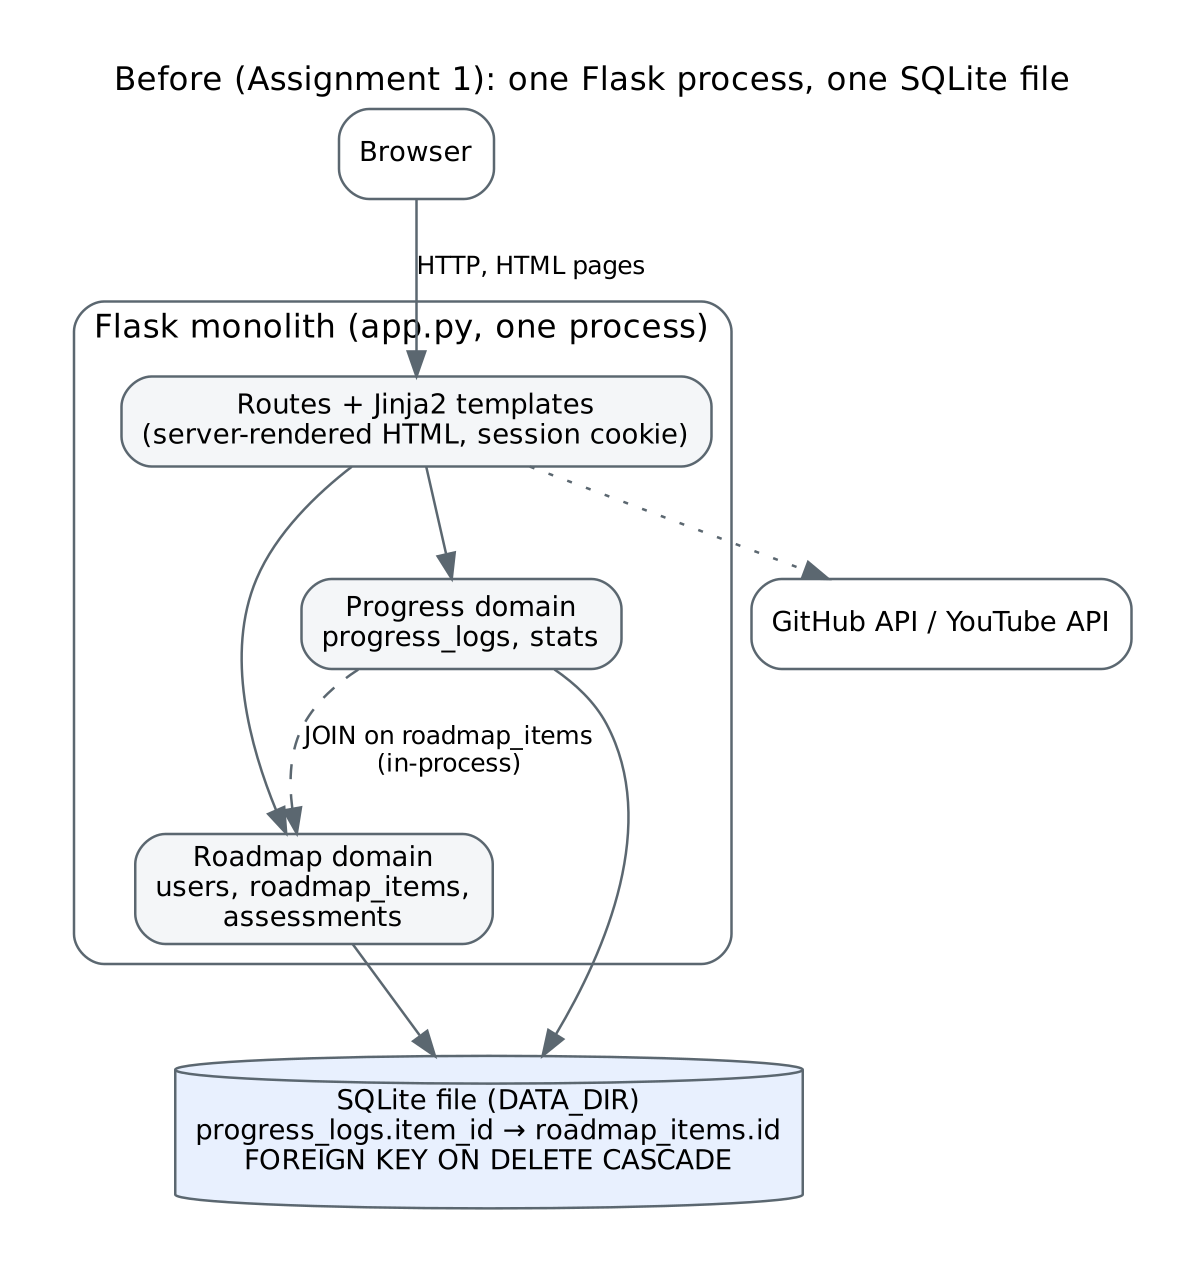 Before (Assignment 1): one Flask process, one SQLite file
Browser
HTTP, HTML pages
Flask monolith (app.py, one process)
Routes + Jinja2 templates
(server-rendered HTML, session cookie)
Progress domain
progress_logs, stats
GitHub API / YouTube API
JOIN on roadmap_items
(in-process)
Roadmap domain
users, roadmap_items,
assessments
SQLite file (DATA_DIR)
progress_logs.item_id → roadmap_items.id
FOREIGN KEY ON DELETE CASCADE